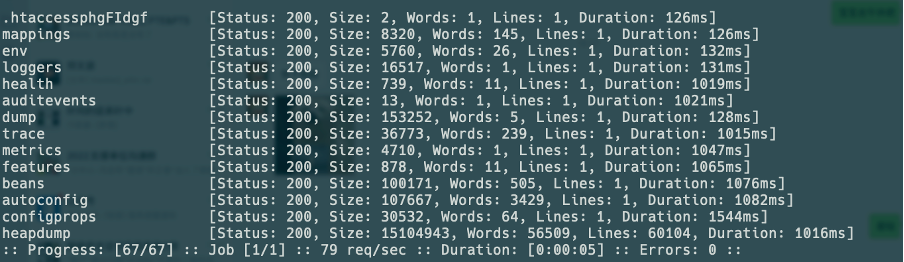 .htaccessphgFIdgf [Status: 200, Size: 2, Words: 1, Lines: 1, Duration: 126ms]
mappings [Status: 200, Size: 8320, Words: 145, Lines: 1, Duration: 126ms]
env [Status: 200, Size: 5760, Words: 26, Lines: 1, Duration: 132ms]
loggers [Status: 200, Size: 16517, Words: 1, Lines: 1, Duration: 131ms]
health [Status: 200, Size: 739, Words: 11, Lines: 1, Duration: 1019ms]
auditevents [Status: 200, Size: 13, Words: 1, Lines: 1, Duration: 1021ms]
dump [Status: 200, Size: 153252, Words: 5, Lines: 1, Duration: 128ms]
trace [Status: 200, Size: 36773, Words: 239, Lines: 1, Duration: 1015ms]
metrics [Status: 200, Size: 4710, Words: 1, Lines: 1, Duration: 1047ms]
features [Status: 200, Size: 878, Words: 11, Lines: 1, Duration: 1065ms]
beans [Status: 200, Size: 100171, Words: 505, Lines: 1, Duration: 1076ms]
autoconfig [Status: 200, Size: 107667, Words: 3429, Lines: 1, Duration: 1082ms]
configprops [Status: 200, Size: 30532, Words: 64, Lines: 1, Duration: 1544ms]
heapdump [Status: 200, Size: 15104943, Words: 56509, Lines: 60104, Duration: 1016ms]
:: Progress: [67/67] :: Job [1/1] :: 79 req/sec :: Duration: [0:00:05] :: Errors: 0 ::